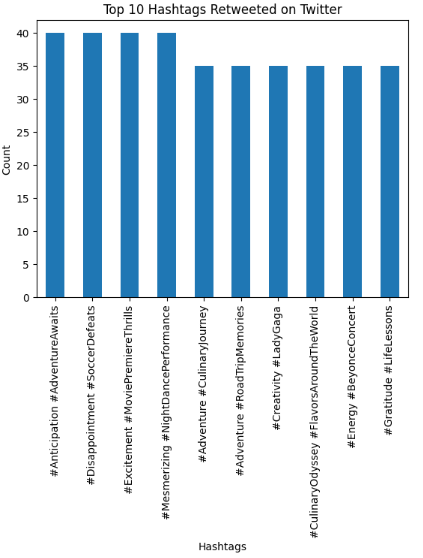 Top 10 Hashtags Retweeted on Twitter
40
35
30
25
20
15
10
5
0
Count
#Anticipation #AdventureAwaits
#Disappointment #SoccerDefeats
#Excitement #MoviePremiereThrills
#Mesmerizing #NightDancePerformance
#Adventure #CulinaryJourney
#Adventure #RoadTripMemories
#Creativity #LadyGaga
#CulinaryOdyssey #FlavorsAroundTheWorld
#Energy #BeyonceConcert
#Gratitude #LifeLessons
Hashtags